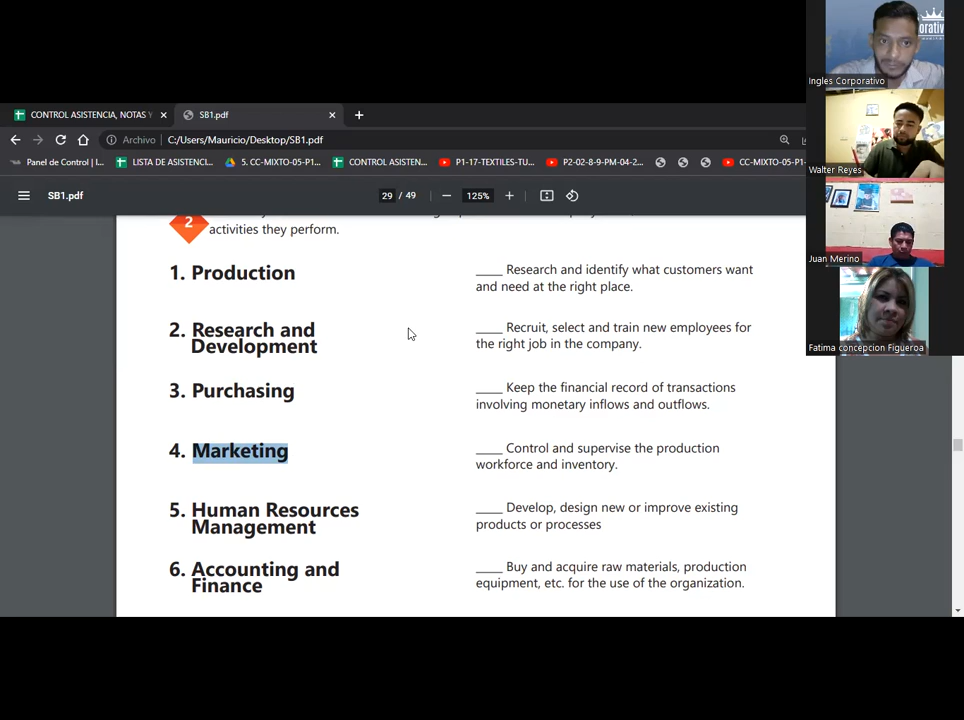 orativ
Ingles Corporativo
Walter Reyes
Juan Merino
Fatima concepcion Figueroa
CONTROL ASISTENCIA, NOTAS Y
SB1.pdf
Archivo
C:/Users/Mauricio/Desktop/SB1.pdf
Panel de Control | I...
LISTA DE ASISTENCI...
5. CC-MIXTO-05-P1...
CONTROL ASISTEN...
P1-17-TEXTILES-TU...
P2-02-8-9-PM-04-2...
CC-MIXTO-05-P1-
SB1.pdf
29 / 49
125%
2
activities they perform.
1. Production
____ Research and identify what customers want
and need at the right place.
2. Research and
Development
____ Recruit, select and train new employees for
the right job in the company.
3. Purchasing
____ Keep the financial record of transactions
involving monetary inflows and outflows.
4. Marketing
____ Control and supervise the production
workforce and inventory.
5. Human Resources
Management
____ Develop, design new or improve existing
products or processes
6. Accounting and
Finance
____ Buy and acquire raw materials, production
equipment, etc. for the use of the organization.